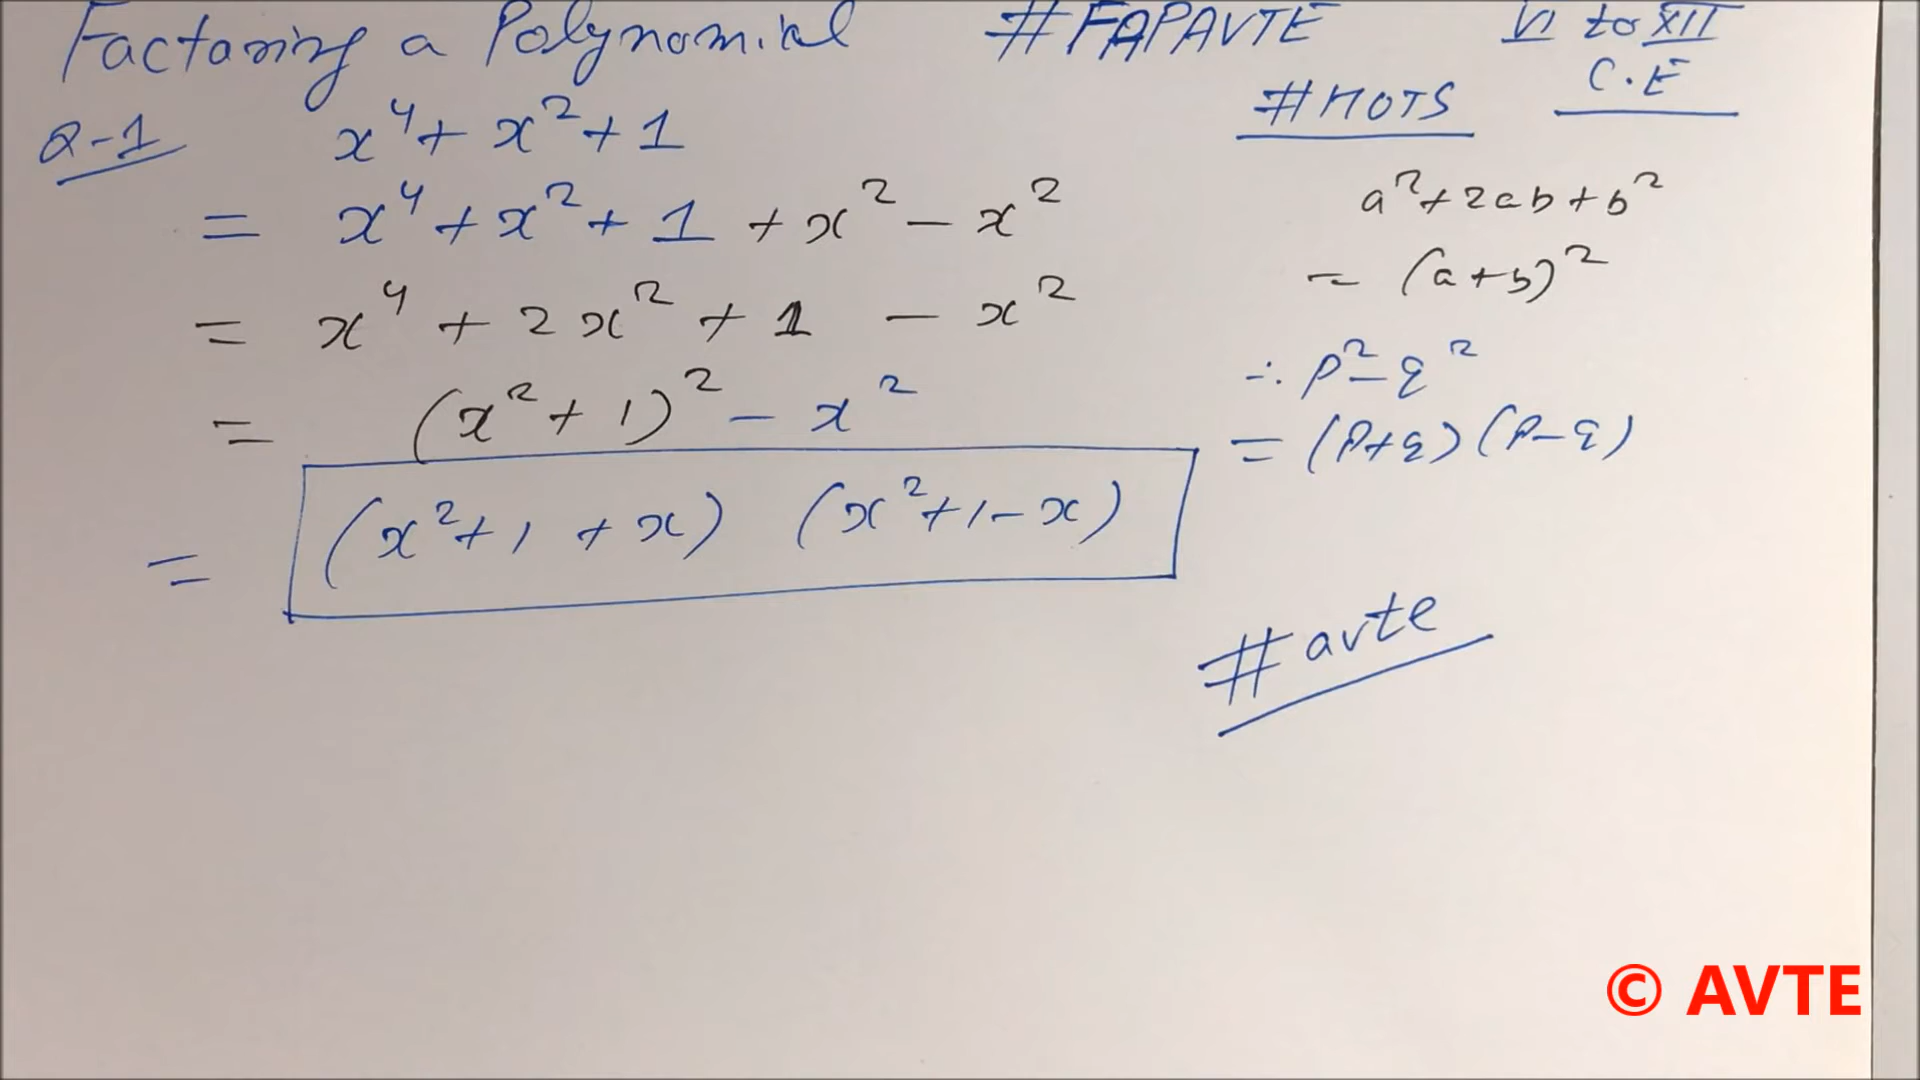 Factoring a Polynomial #FAPAVTE VI to XII
#HOTS C.E
Q-1 x⁴ + x² + 1
= x⁴ + x² + 1 + x² - x²
a² + 2ab + b²
= x⁴ + 2x² + 1 - x²
= (a+b)²
= (x² + 1)² - x²
∴ p² - q²
= (p+q) (p-q)
= (x² + 1 + x) (x² + 1 - x)
#avte
© AVTE